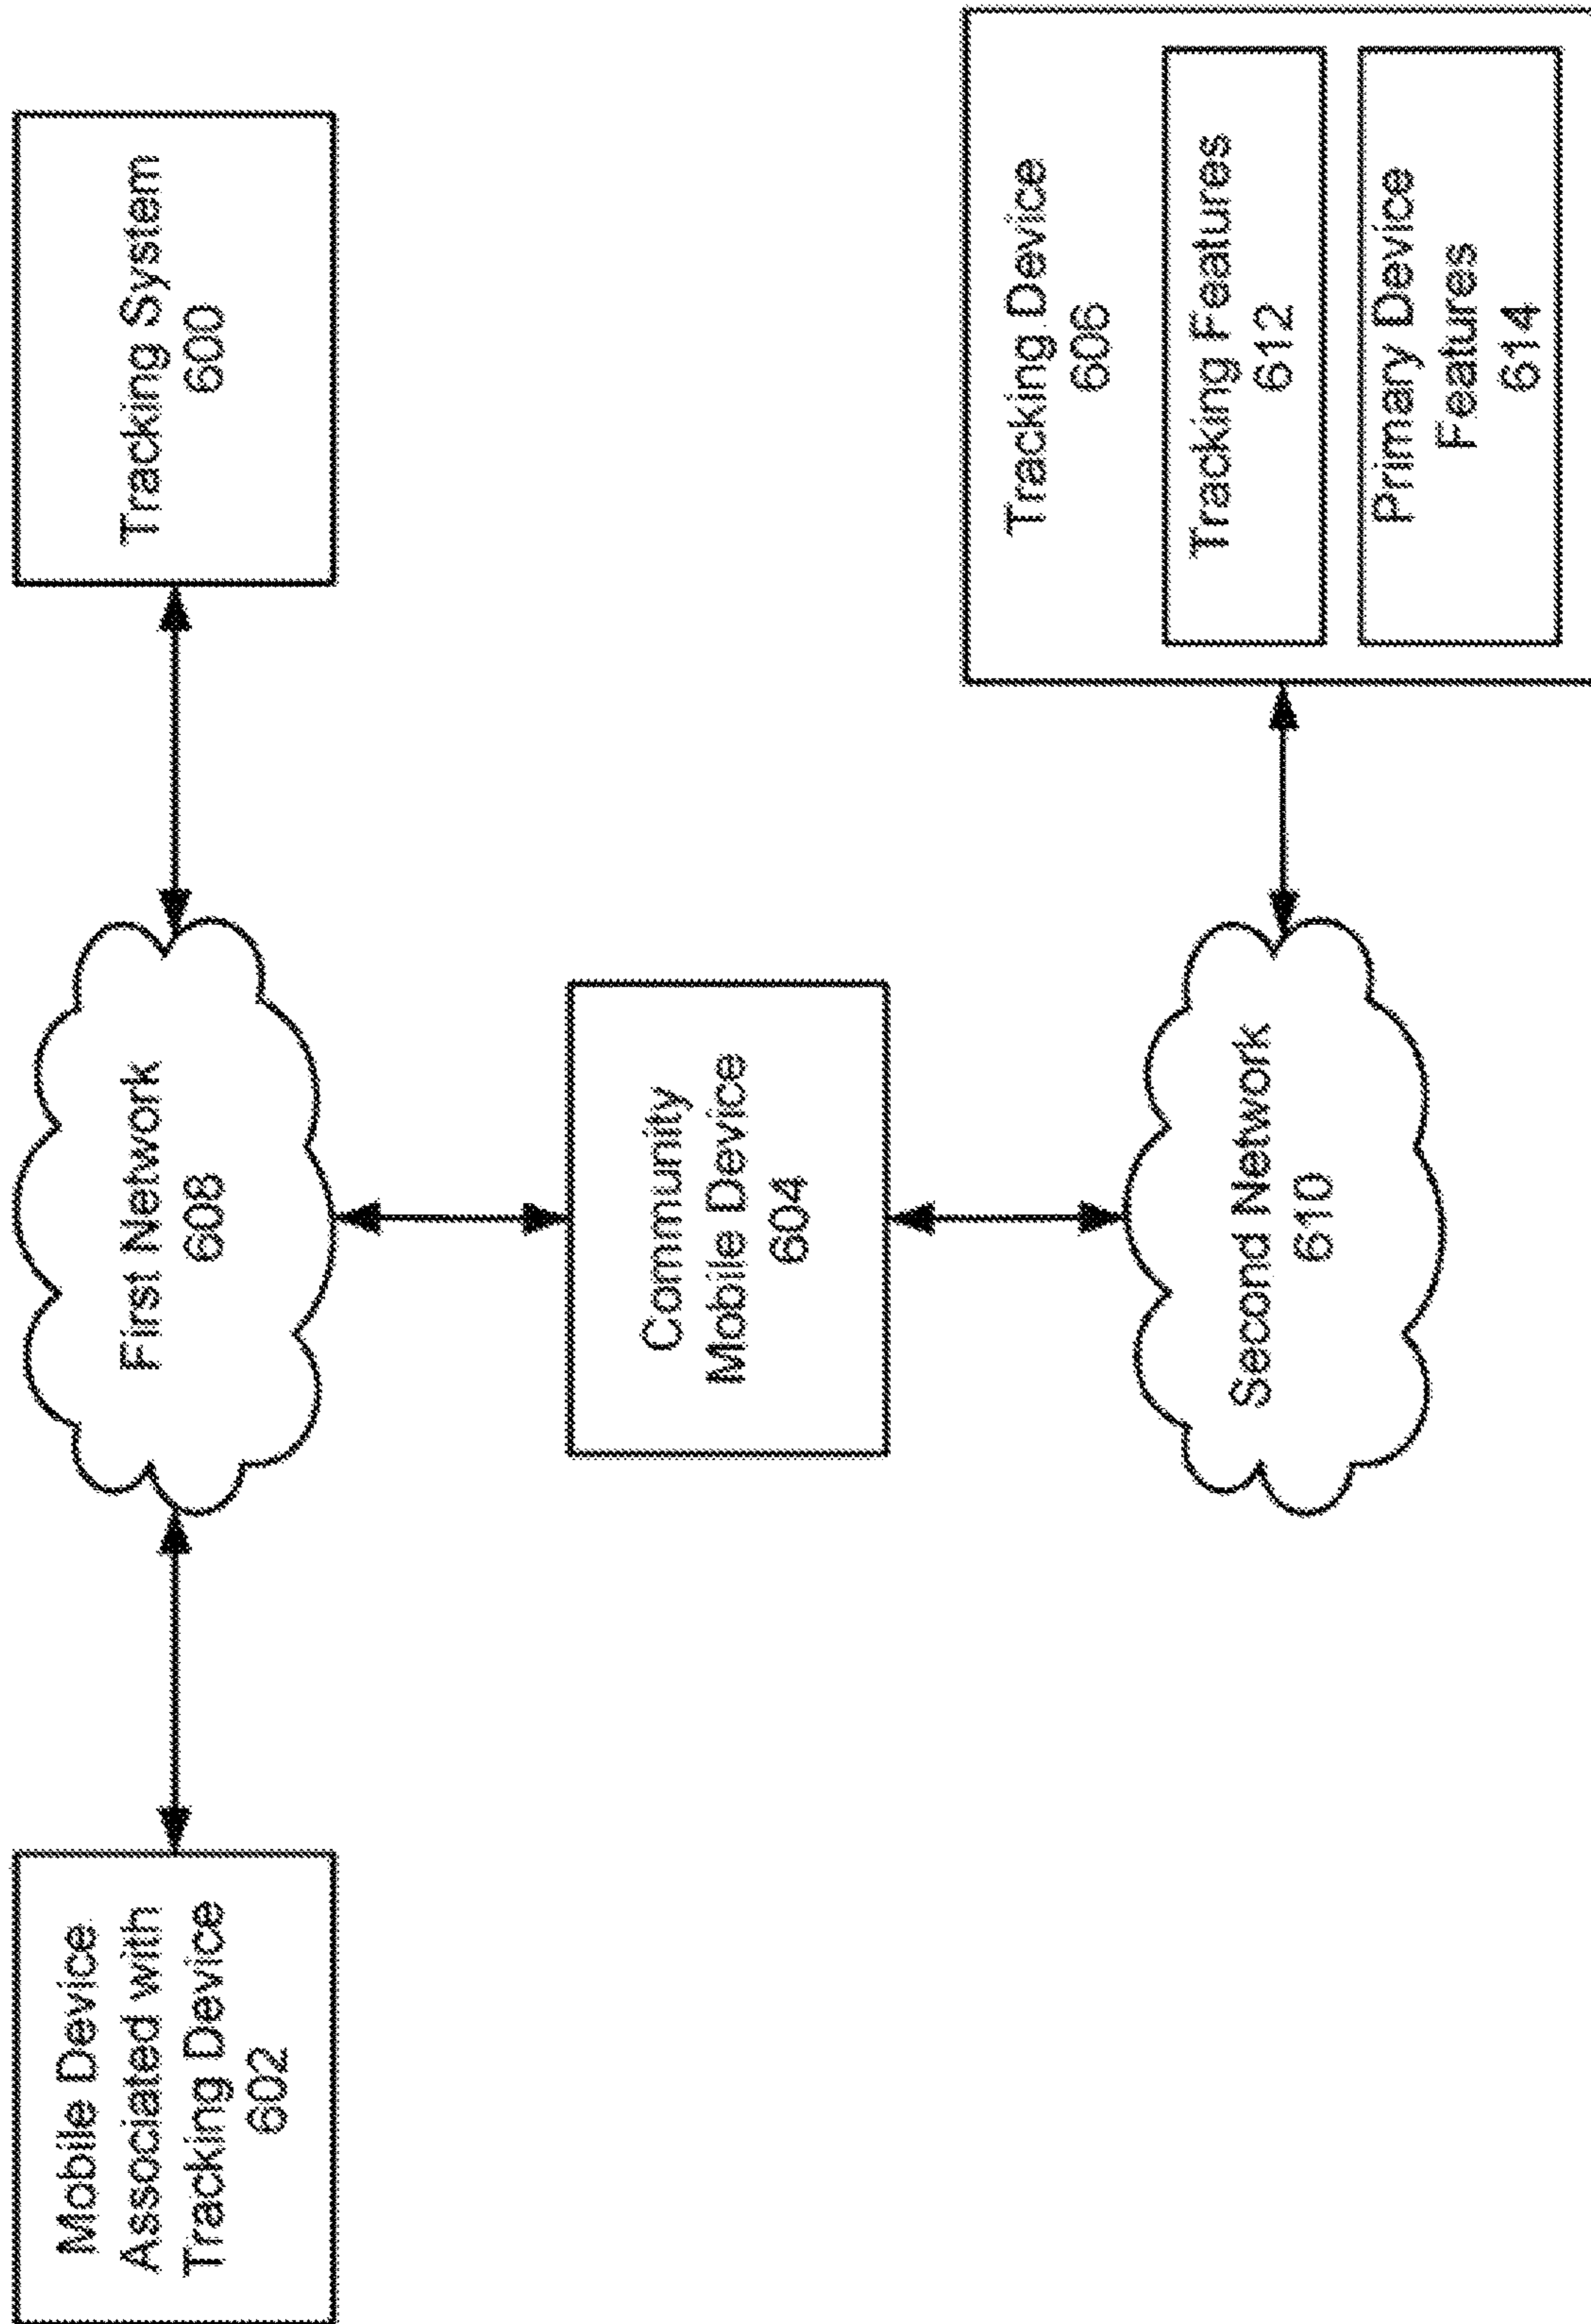 Mobile Device
Associated with
Tracking Device
602
First Network
608
Tracking System
600
Community
Mobile Device
604
Second Network
610
Tracking Device
606
Tracking Features
612
Primary Device
Features
614